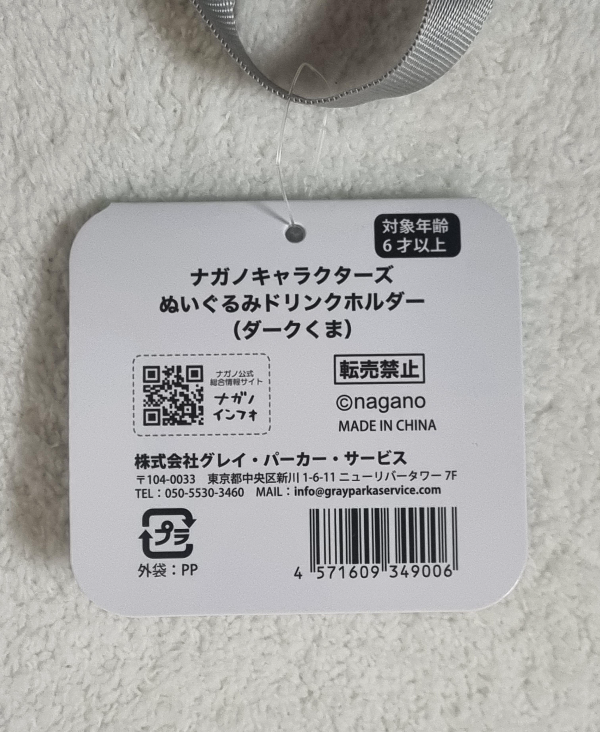 対象年齢
6才以上
ナガノキャラクターズ
ぬいぐるみドリンクホルダー
（ダークくま）
ナガノ公式
総合情報サイト
ナガノ
インフォ
転売禁止
©nagano
MADE IN CHINA
株式会社グレイ・パーカー・サービス
〒104-0033 東京都中央区新川 1-6-11 ニューリバータワー 7F
TEL：050-5530-3460 MAIL：info@grayparkaservice.com
プラ
外袋：PP
4 571609 349006